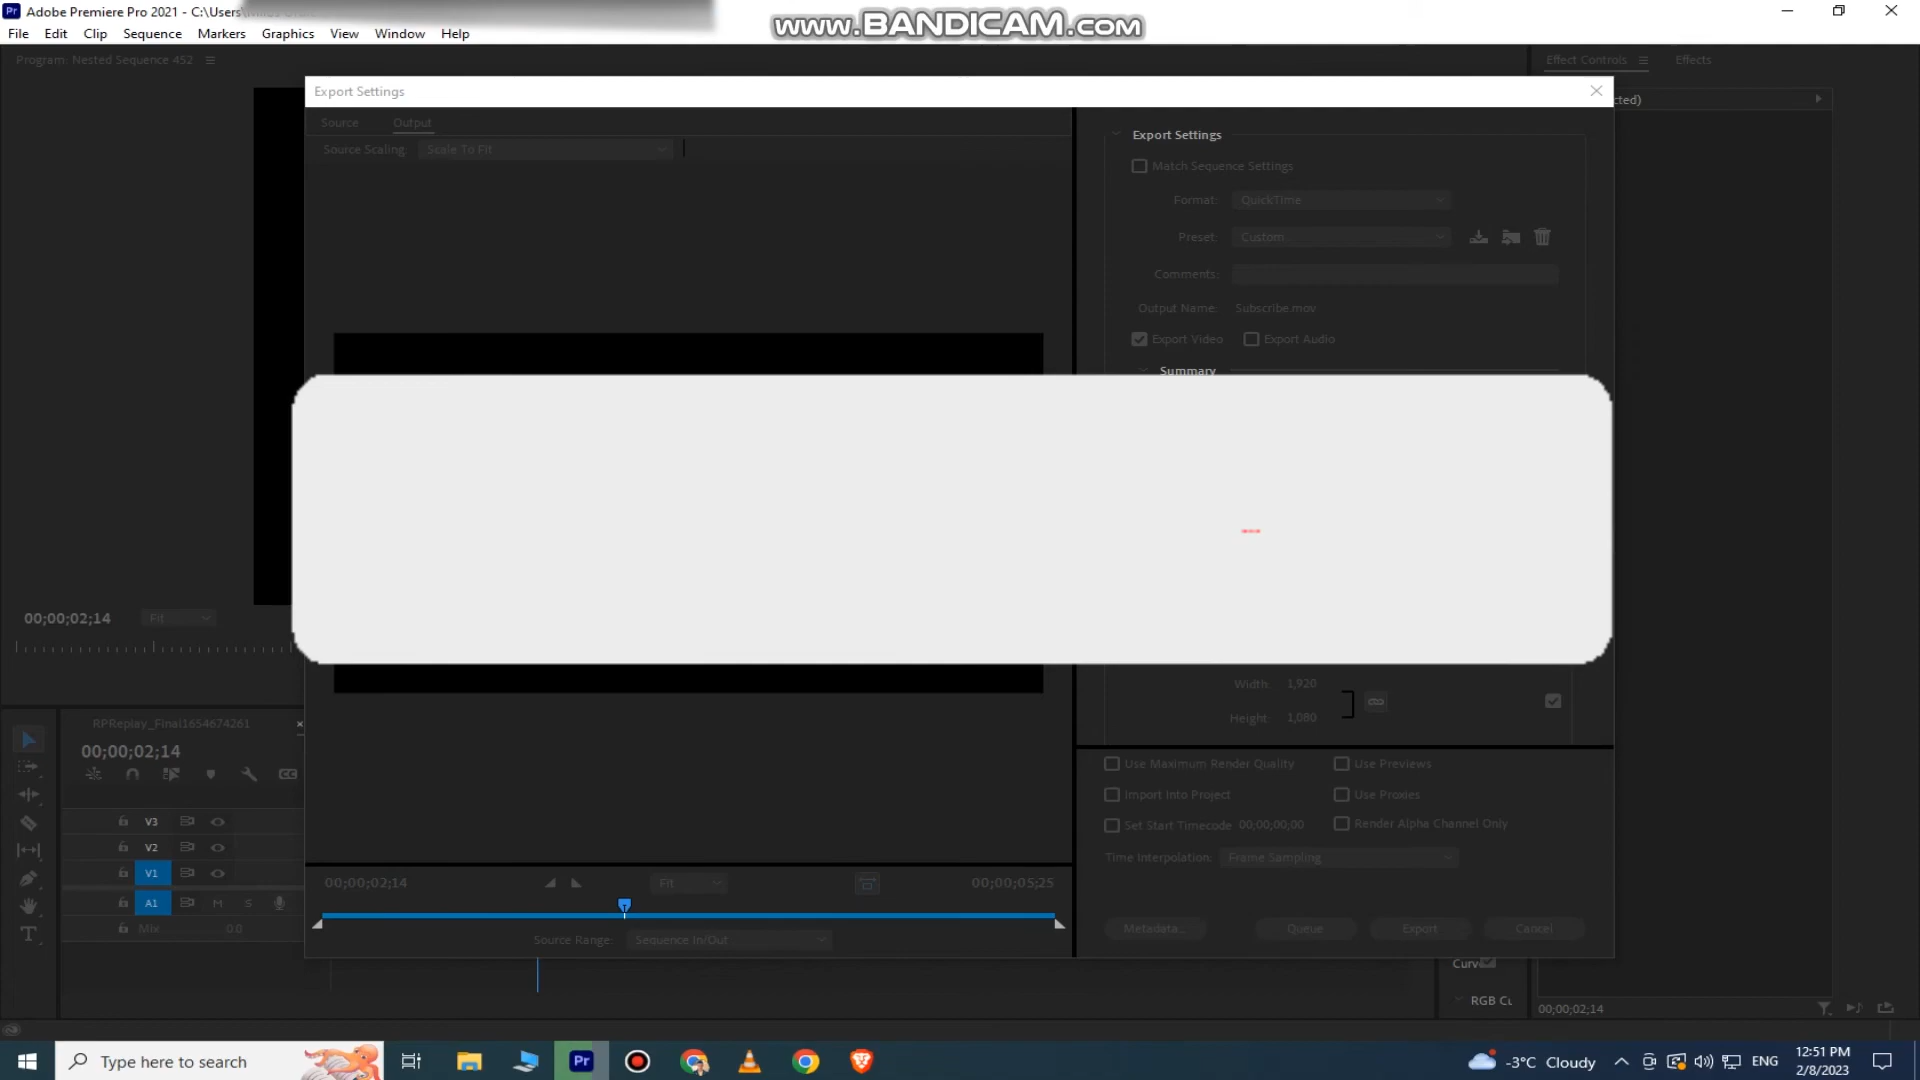 Adobe Premiere Pro 2021 - C:\Users\
www.BANDICAM.com
File Edit Clip Sequence Markers Graphics View Window Help
Program: Nested Sequence 452
Effect Controls Effects
Export Settings
cted)
Source Output
Source Scaling: Scale To Fit
Export Settings
Match Sequence Settings
Format: QuickTime
Preset: Custom
Comments:
Output Name: Subscribe.mov
Export Video Export Audio
Summary
00;00;02;14 Fit
Width: 1,920
Height: 1,080
RPReplay_Final1654674261
00;00;02;14
V3
V2
V1
A1 M S
Mix 0.0
Use Maximum Render Quality Use Previews
Import Into Project Use Proxies
Set Start Timecode 00;00;00;00 Render Alpha Channel Only
Time Interpolation: Frame Sampling
00;00;02;14 Fit 00;00;05;25
Source Range: Sequence In/Out
Metadata... Queue Export Cancel
Curv
RGB Cu
00;00;02;14
Type here to search
Pr
-3°C Cloudy
ENG
12:51 PM
2/8/2023